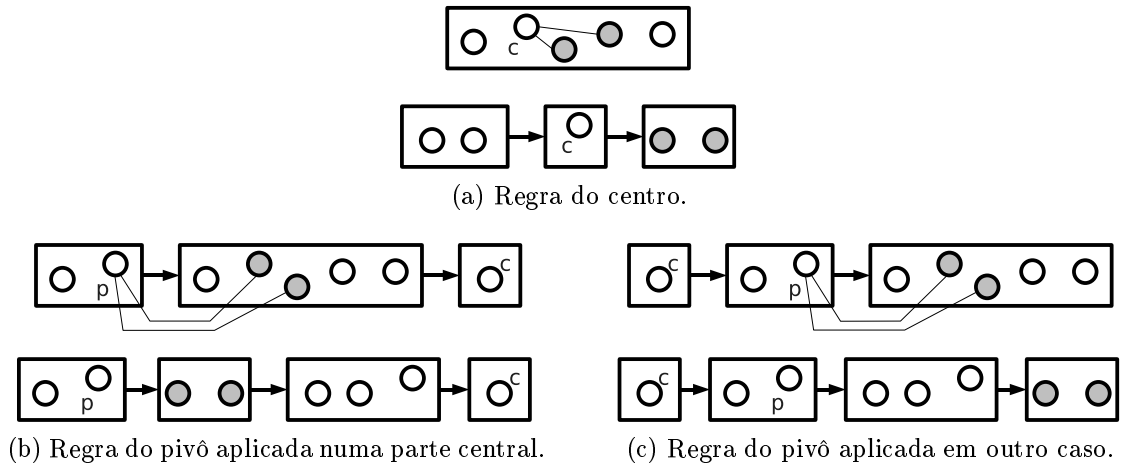 c
c
(a) Regra do centro.
p
c
c
p
p
c
c
p
(b) Regra do pivô aplicada numa parte central.
(c) Regra do pivô aplicada em outro caso.